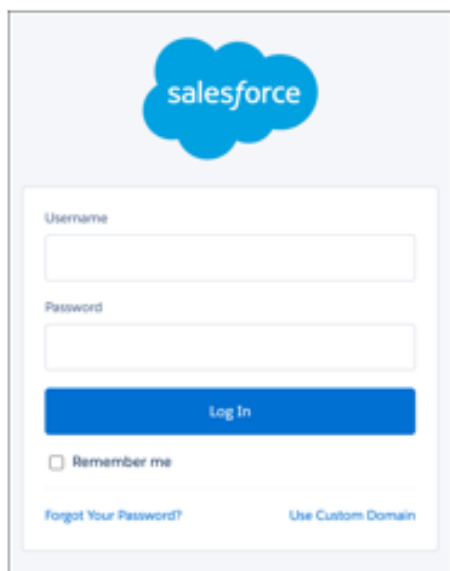 salesforce
Username
Password
Log In
Remember me
Forgot Your Password? Use Custom Domain